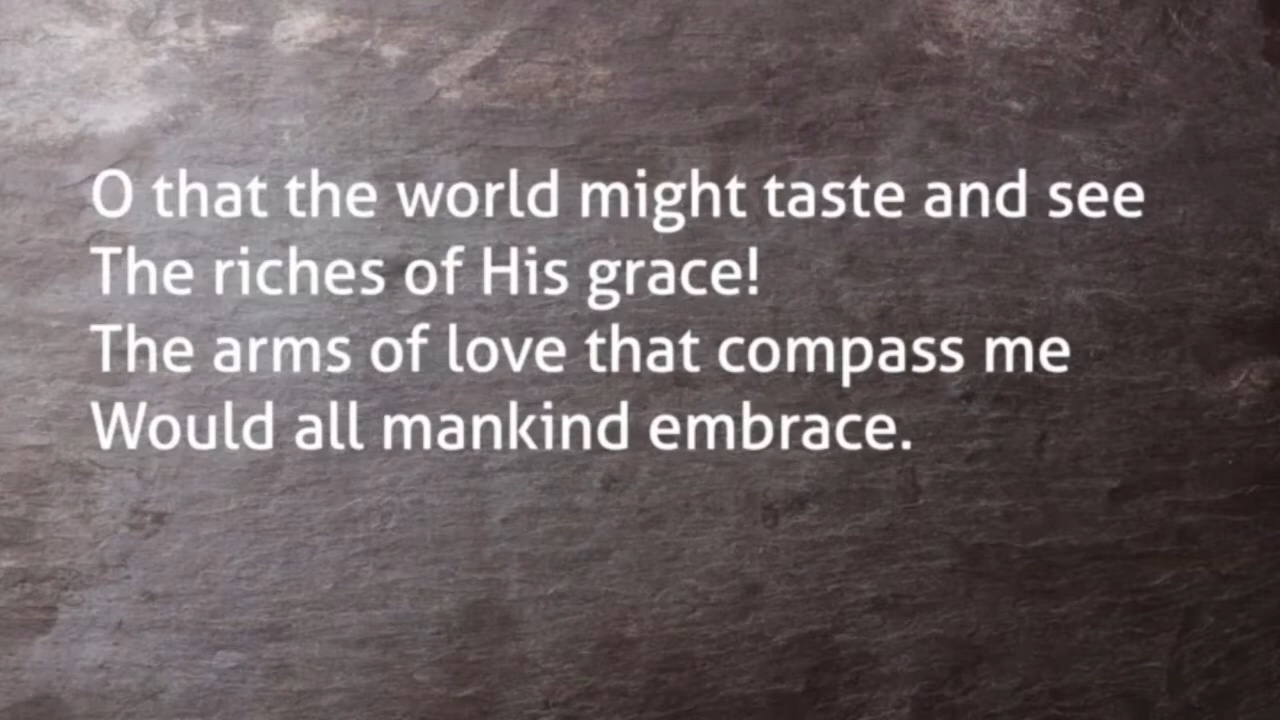 O that the world might taste and see
The riches of His grace!
The arms of love that compass me
Would all mankind embrace.